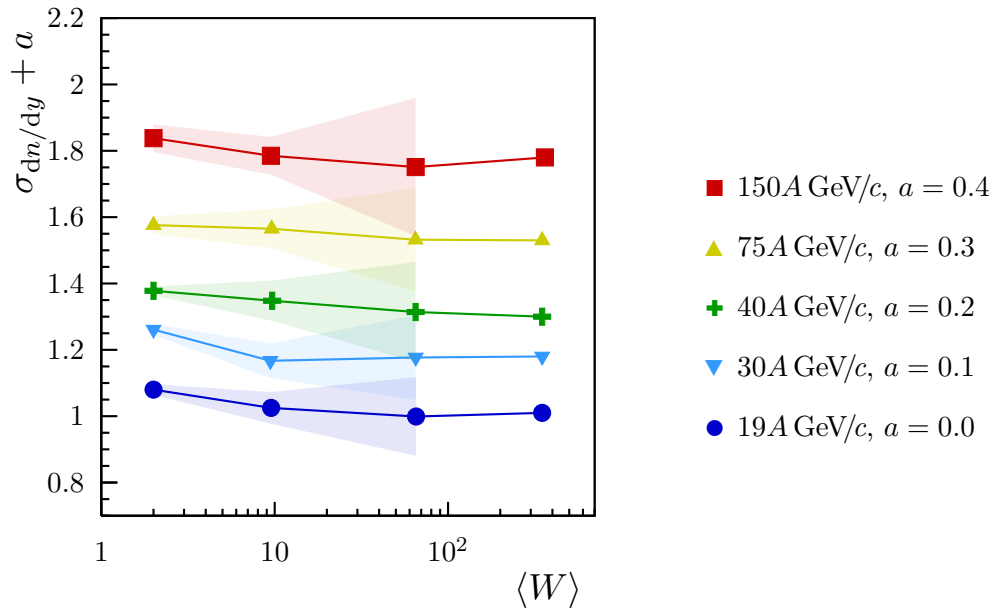 σ_{dn/dy} + a
2.2
2
1.8
1.6
1.4
1.2
1
0.8
1
10
10²
⟨W⟩
150A GeV/c, a = 0.4
75A GeV/c, a = 0.3
40A GeV/c, a = 0.2
30A GeV/c, a = 0.1
19A GeV/c, a = 0.0